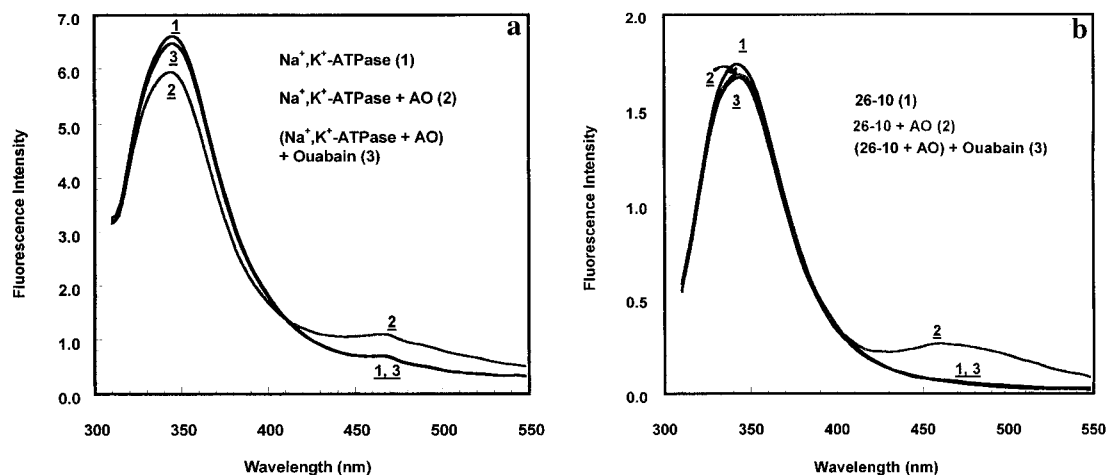 a
Fluorescence Intensity
7.0
6.0
5.0
4.0
3.0
2.0
1.0
0.0
1
3
2
Na⁺,K⁺-ATPase (1)
Na⁺,K⁺-ATPase + AO (2)
(Na⁺,K⁺-ATPase + AO)
+ Ouabain (3)
2
1, 3
300 350 400 450 500 550
Wavelength (nm)
b
Fluorescence Intensity
2.0
1.5
1.0
0.5
0.0
1
2
3
26-10 (1)
26-10 + AO (2)
(26-10 + AO) + Ouabain (3)
2
1, 3
300 350 400 450 500 550
Wavelength (nm)